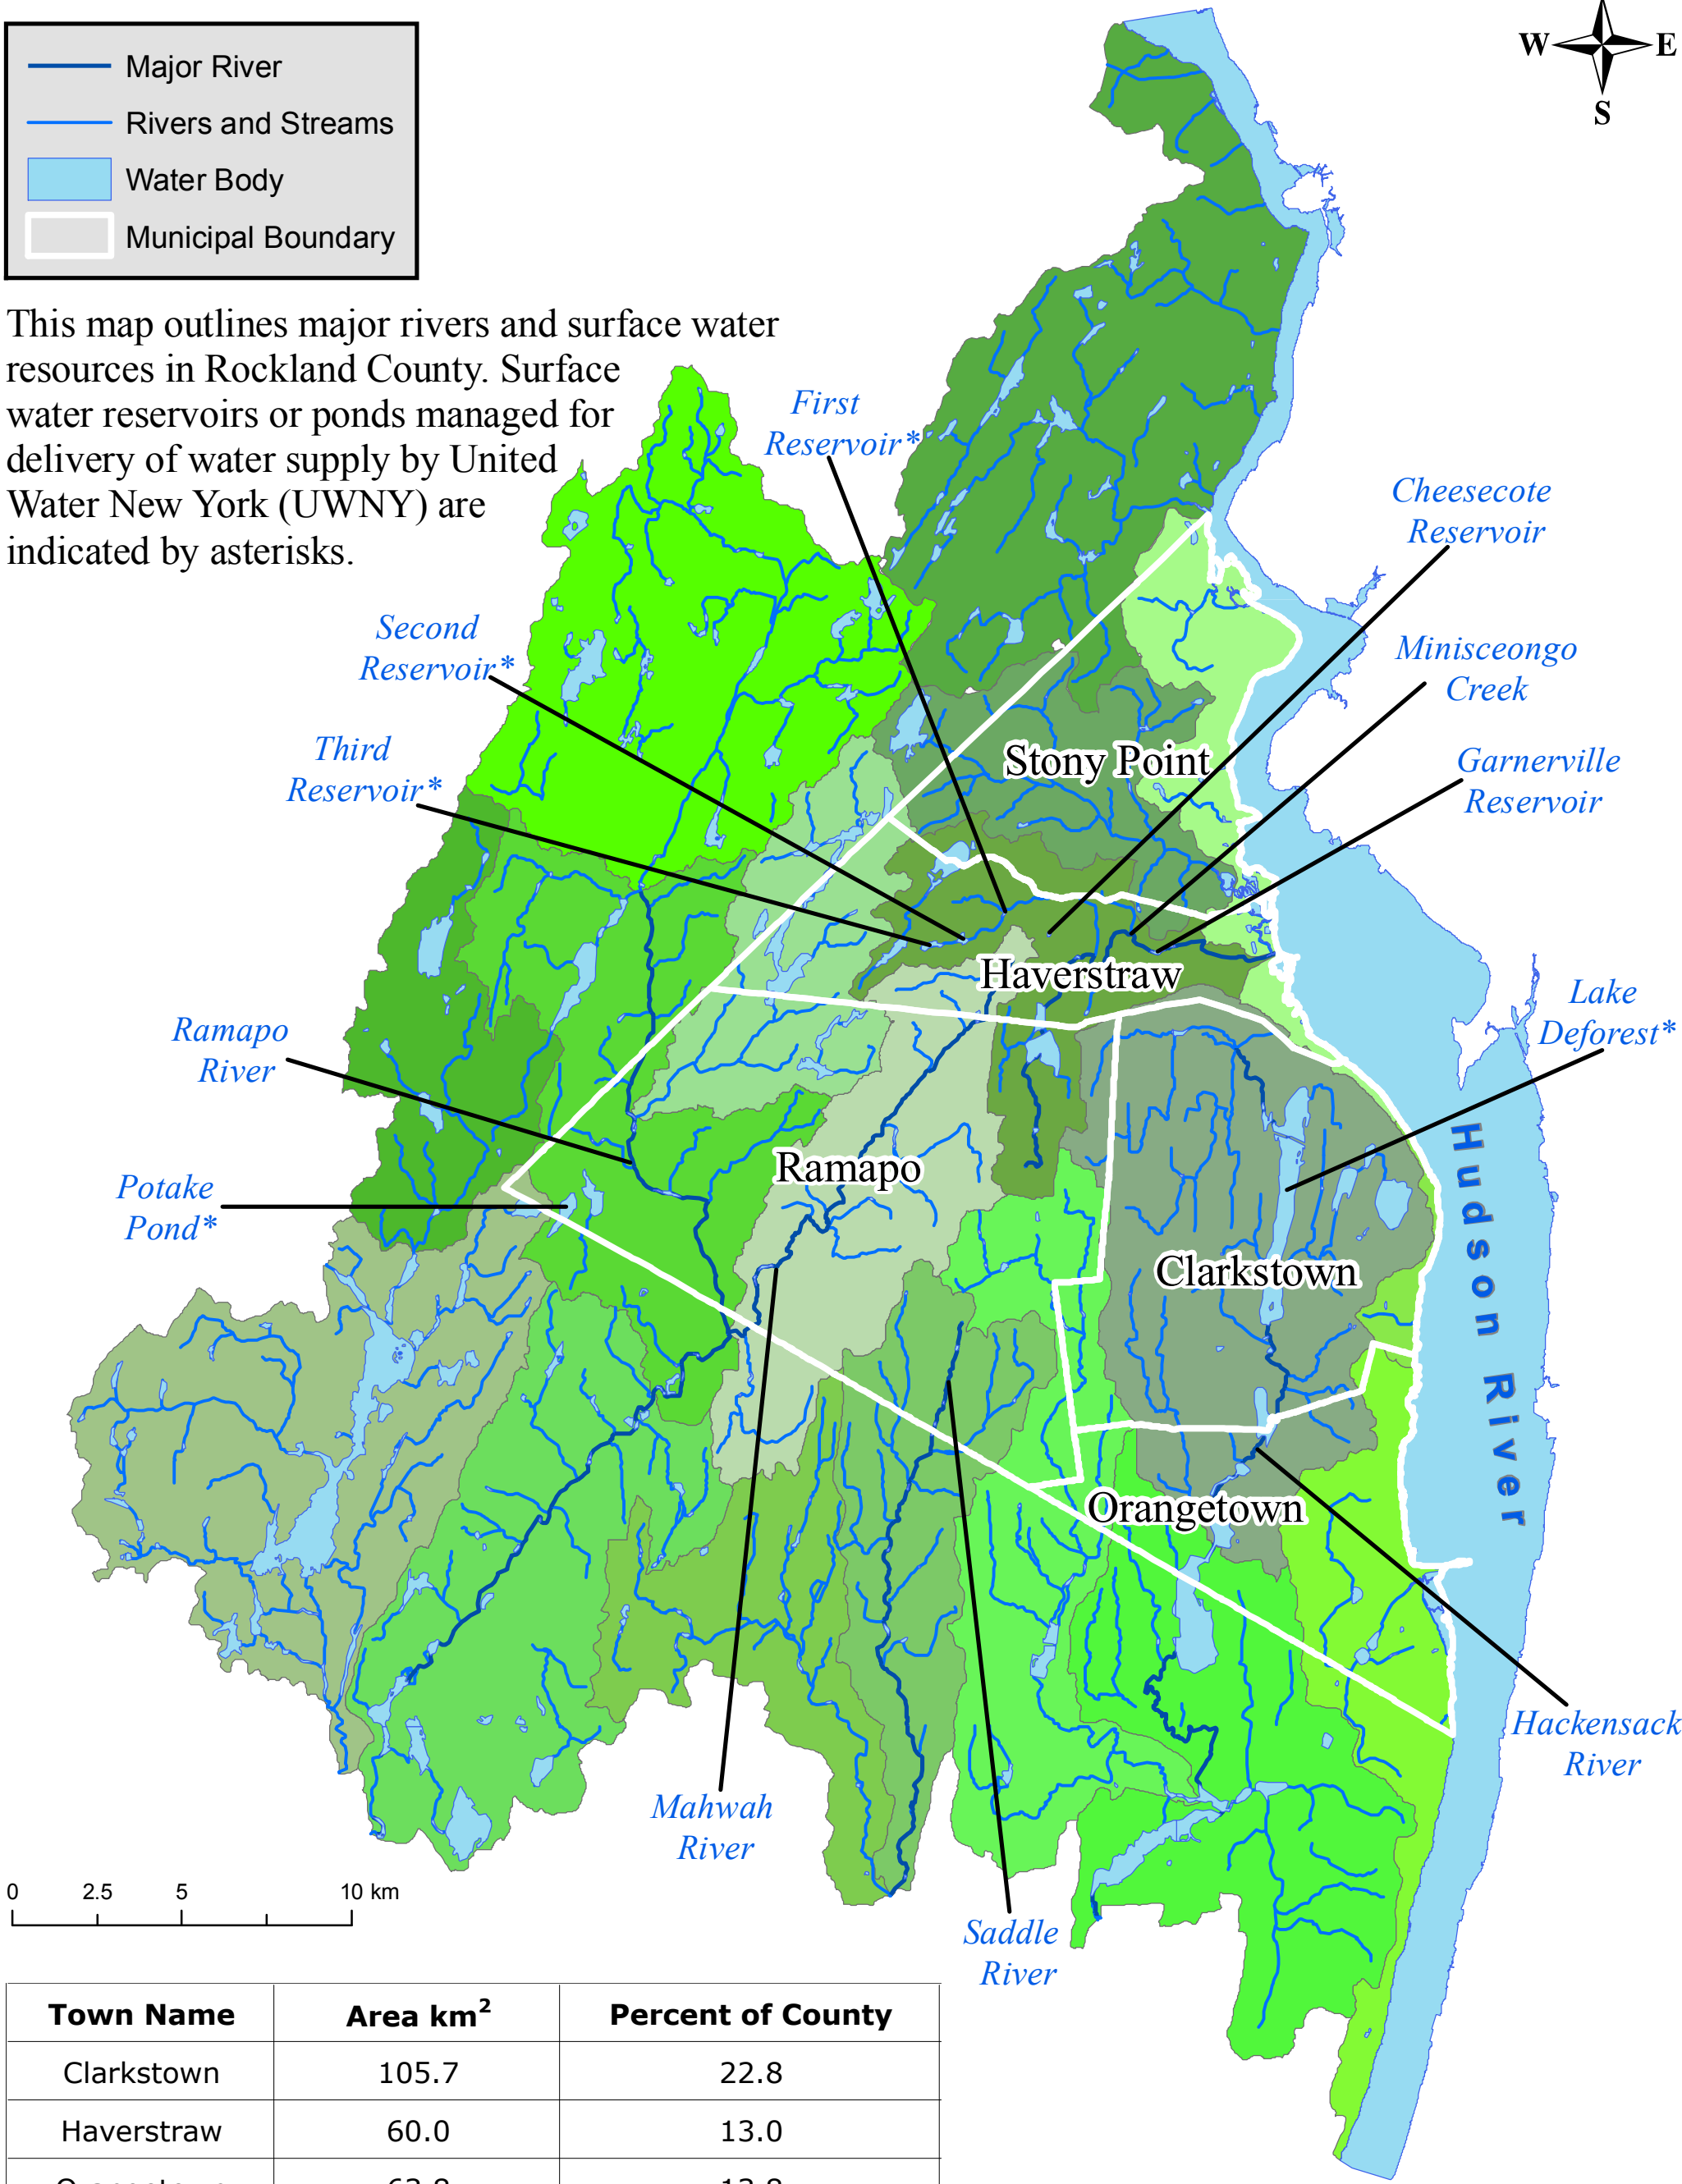 Major River
Rivers and Streams
Water Body
Municipal Boundary
W
E
S
This map outlines major rivers and surface water
resources in Rockland County. Surface
water reservoirs or ponds managed for
delivery of water supply by United
Water New York (UWNY) are
indicated by asterisks.
First
Reservoir*
Cheesecote
Reservoir
Second
Reservoir*
Minisceongo
Creek
Third
Reservoir*
Stony Point
Garnerville
Reservoir
Haverstraw
Lake
Deforest*
Ramapo
River
Ramapo
Potake
Pond*
Clarkstown
Hudson River
Orangetown
Hackensack
River
Mahwah
River
Saddle
River
0 2.5 5 10 km
Town Name Area km2 Percent of County
Clarkstown 105.7 22.8
Haverstraw 60.0 13.0